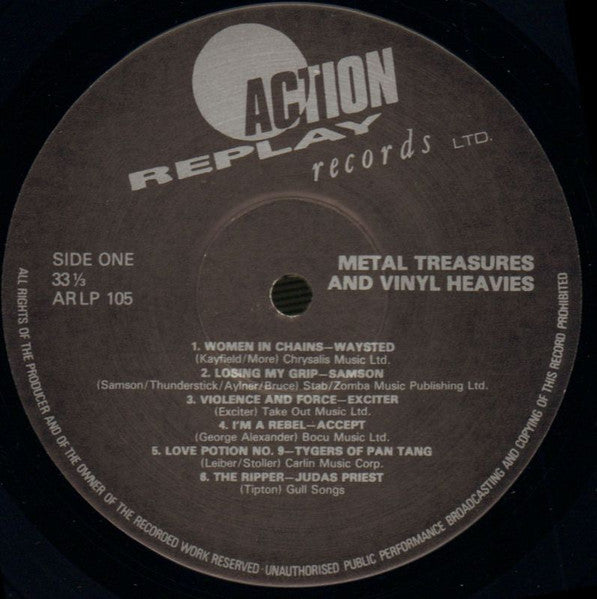 ACTION
REPLAY
records LTD.
SIDE ONE
33⅓
ARLP 105
METAL TREASURES
AND VINYL HEAVIES
1. WOMEN IN CHAINS—WAYSTED
(Kayfield/More) Chrysalis Music Ltd.
2. LOSING MY GRIP—SAMSON
(Samson/Thunderstick/Aylmer/Bruce) Stab/Zomba Music Publishing Ltd.
3. VIOLENCE AND FORCE—EXCITER
(Exciter) Take Out Music Ltd.
4. I'M A REBEL—ACCEPT
(George Alexander) Bocu Music Ltd.
5. LOVE POTION NO. 9—TYGERS OF PAN TANG
(Leiber/Stolier) Carlin Music Corp.
6. THE RIPPER—JUDAS PRIEST
(Tipton) Gull Songs
ALL RIGHTS OF THE PRODUCER AND OF THE OWNER OF THE RECORDED WORK RESERVED · UNAUTHORISED PUBLIC PERFORMANCE BROADCASTING AND COPYING OF THIS RECORD PROHIBITED